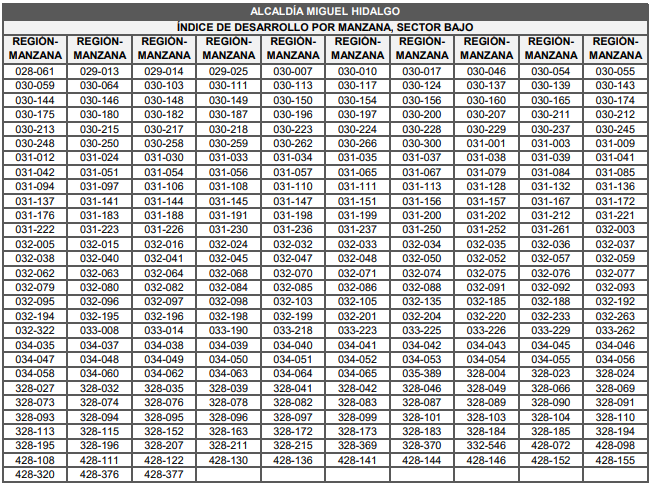 ALCALDÍA MIGUEL HIDALGO
ÍNDICE DE DESARROLLO POR MANZANA, SECTOR BAJO
REGIÓN-MANZANA REGIÓN-MANZANA REGIÓN-MANZANA REGIÓN-MANZANA REGIÓN-MANZANA REGIÓN-MANZANA REGIÓN-MANZANA REGIÓN-MANZANA REGIÓN-MANZANA REGIÓN-MANZANA
028-061 029-013 029-014 029-025 030-007 030-010 030-017 030-046 030-054 030-055
030-059 030-064 030-103 030-111 030-113 030-117 030-124 030-137 030-139 030-143
030-144 030-146 030-148 030-149 030-150 030-154 030-156 030-160 030-165 030-174
030-175 030-180 030-182 030-187 030-196 030-197 030-200 030-207 030-211 030-212
030-213 030-215 030-217 030-218 030-223 030-224 030-228 030-229 030-237 030-245
030-248 030-250 030-258 030-259 030-262 030-266 030-300 031-001 031-003 031-009
031-012 031-024 031-030 031-033 031-034 031-035 031-037 031-038 031-039 031-041
031-042 031-051 031-054 031-056 031-057 031-065 031-067 031-079 031-084 031-085
031-094 031-097 031-106 031-108 031-110 031-111 031-113 031-128 031-132 031-136
031-137 031-141 031-144 031-145 031-147 031-151 031-156 031-157 031-167 031-172
031-176 031-183 031-188 031-191 031-198 031-199 031-200 031-202 031-212 031-221
031-222 031-223 031-226 031-230 031-236 031-237 031-250 031-252 031-261 032-003
032-005 032-015 032-016 032-024 032-032 032-033 032-034 032-035 032-036 032-037
032-038 032-040 032-041 032-045 032-047 032-048 032-050 032-052 032-057 032-059
032-062 032-063 032-064 032-068 032-070 032-071 032-074 032-075 032-076 032-077
032-079 032-080 032-082 032-084 032-085 032-086 032-088 032-091 032-092 032-093
032-095 032-096 032-097 032-098 032-103 032-105 032-135 032-185 032-188 032-192
032-194 032-195 032-196 032-198 032-199 032-201 032-204 032-220 032-233 032-263
032-322 033-008 033-014 033-190 033-218 033-223 033-225 033-226 033-229 033-262
034-035 034-037 034-038 034-039 034-040 034-041 034-042 034-043 034-045 034-046
034-047 034-048 034-049 034-050 034-051 034-052 034-053 034-054 034-055 034-056
034-058 034-060 034-062 034-063 034-064 034-065 035-389 328-004 328-023 328-024
328-027 328-032 328-035 328-039 328-041 328-042 328-046 328-049 328-066 328-069
328-073 328-074 328-076 328-078 328-082 328-083 328-087 328-089 328-090 328-091
328-093 328-094 328-095 328-096 328-097 328-099 328-101 328-103 328-104 328-110
328-113 328-115 328-152 328-163 328-172 328-173 328-183 328-184 328-185 328-194
328-195 328-196 328-207 328-211 328-215 328-369 328-370 332-546 428-072 428-098
428-108 428-111 428-122 428-130 428-136 428-141 428-144 428-146 428-152 428-155
428-320 428-376 428-377